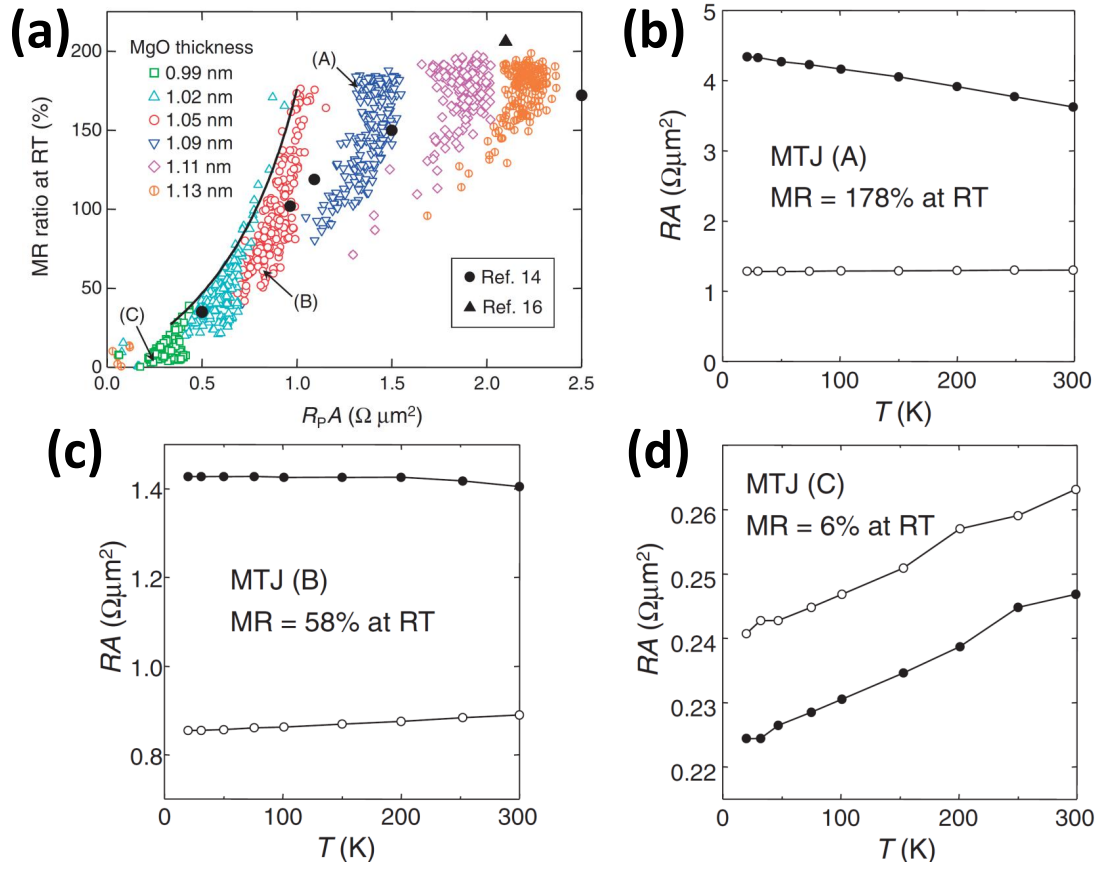 (a)
MR ratio at RT (%)
200
150
100
50
0
MgO thickness
0.99 nm
1.02 nm
1.05 nm
1.09 nm
1.11 nm
1.13 nm
(A)
(B)
(C)
Ref. 14
Ref. 16
0.0 0.5 1.0 1.5 2.0 2.5
RPA (Ω μm²)
(b)
RA (Ωμm²)
5
4
3
2
1
0
MTJ (A)
MR = 178% at RT
0 100 200 300
T (K)
(c)
RA (Ωμm²)
1.4
1.2
1.0
0.8
MTJ (B)
MR = 58% at RT
0 100 200 300
T (K)
(d)
RA (Ωμm²)
0.26
0.25
0.24
0.23
0.22
MTJ (C)
MR = 6% at RT
0 100 200 300
T (K)